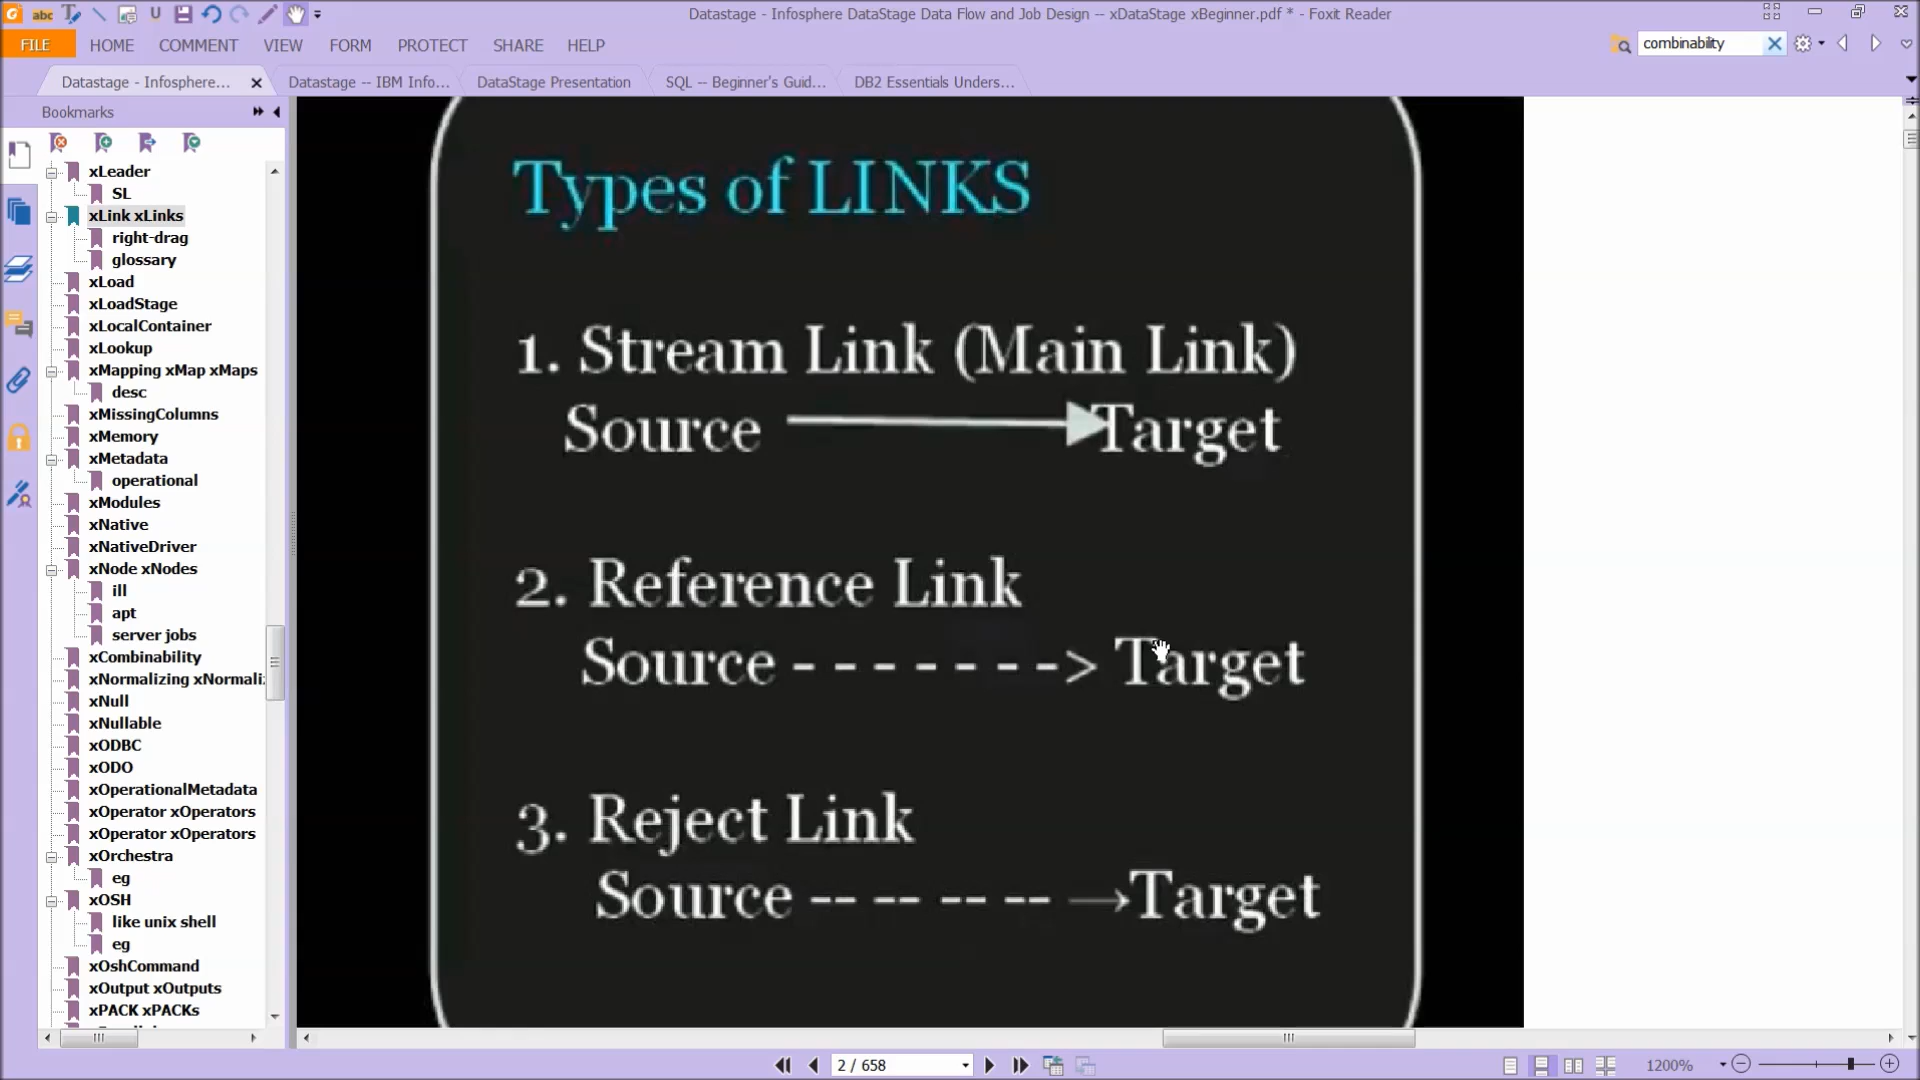 abc
U
Datastage - Infosphere DataStage Data Flow and Job Design -- xDataStage xBeginner.pdf * - Foxit Reader
FILE
HOME
COMMENT
VIEW
FORM
PROTECT
SHARE
HELP
combinability
Datastage - Infosphere...
Datastage -- IBM Info...
DataStage Presentation
SQL -- Beginner's Guid...
DB2 Essentials Unders...
Bookmarks
xLeader
SL
xLink xLinks
right-drag
glossary
xLoad
xLoadStage
xLocalContainer
xLookup
xMapping xMap xMaps
desc
xMissingColumns
xMemory
xMetadata
operational
xModules
xNative
xNativeDriver
xNode xNodes
ill
apt
server jobs
xCombinability
xNormalizing xNormali
xNull
xNullable
xODBC
xODO
xOperationalMetadata
xOperator xOperators
xOperator xOperators
xOrchestra
eg
xOSH
like unix shell
eg
xOshCommand
xOutput xOutputs
xPACK xPACKs
Types of LINKS
1. Stream Link (Main Link)
Source Target
2. Reference Link
Source - - - - - - -> Target
3. Reject Link
Source -- -- -- -- →Target
2 / 658
1200%